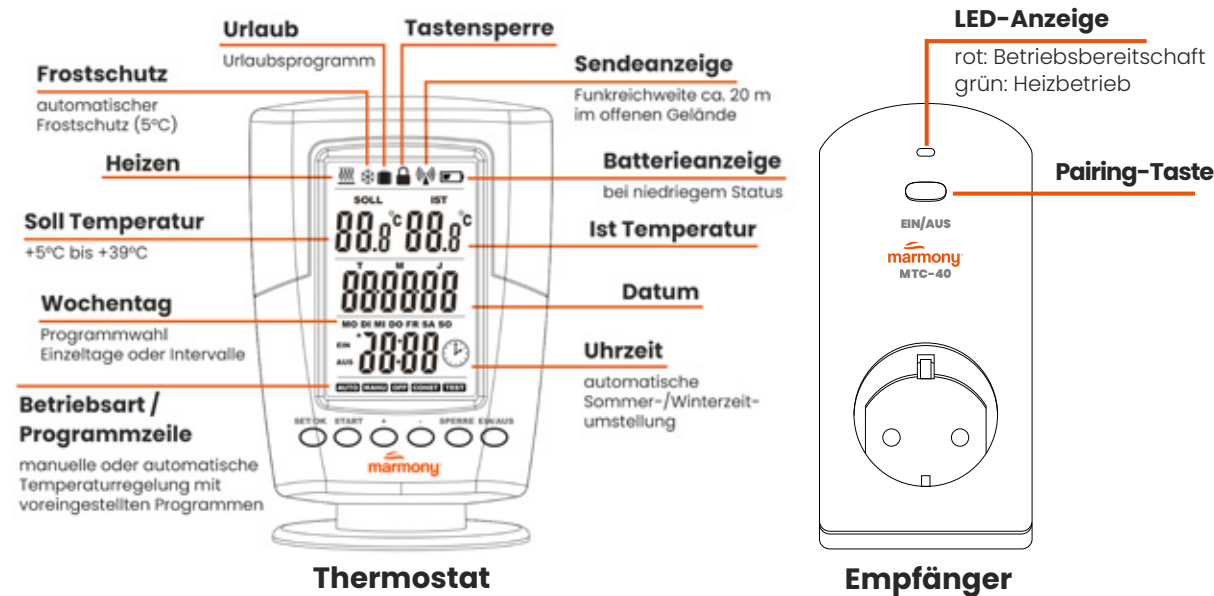 Urlaub
Urlaubsprogramm
Tastensperre
Frostschutz
automatischer
Frostschutz (5°C)
Sendeanzeige
Funkreichweite ca. 20 m
im offenen Gelände
Heizen
Batterieanzeige
bei niedriegem Status
Soll Temperatur
+5°C bis +39°C
Ist Temperatur
Wochentag
Programmwahl
Einzeltage oder Intervalle
Datum
Uhrzeit
automatische
Sommer-/Winterzeit-
umstellung
Betriebsart /
Programmzeile
manuelle oder automatische
Temperaturregelung mit
voreingestellten Programmen
SOLL IST
88.8°C 88.8°C
T M J
888888
MO DI MI DO FR SA SO
EIN
AUS
88:88
AUTO MANU OFF CONST TEST
SET/OK START + - SPERRE EIN/AUS
marmony
Thermostat
LED-Anzeige
rot: Betriebsbereitschaft
grün: Heizbetrieb
Pairing-Taste
EIN/AUS
marmony
MTC-40
Empfänger